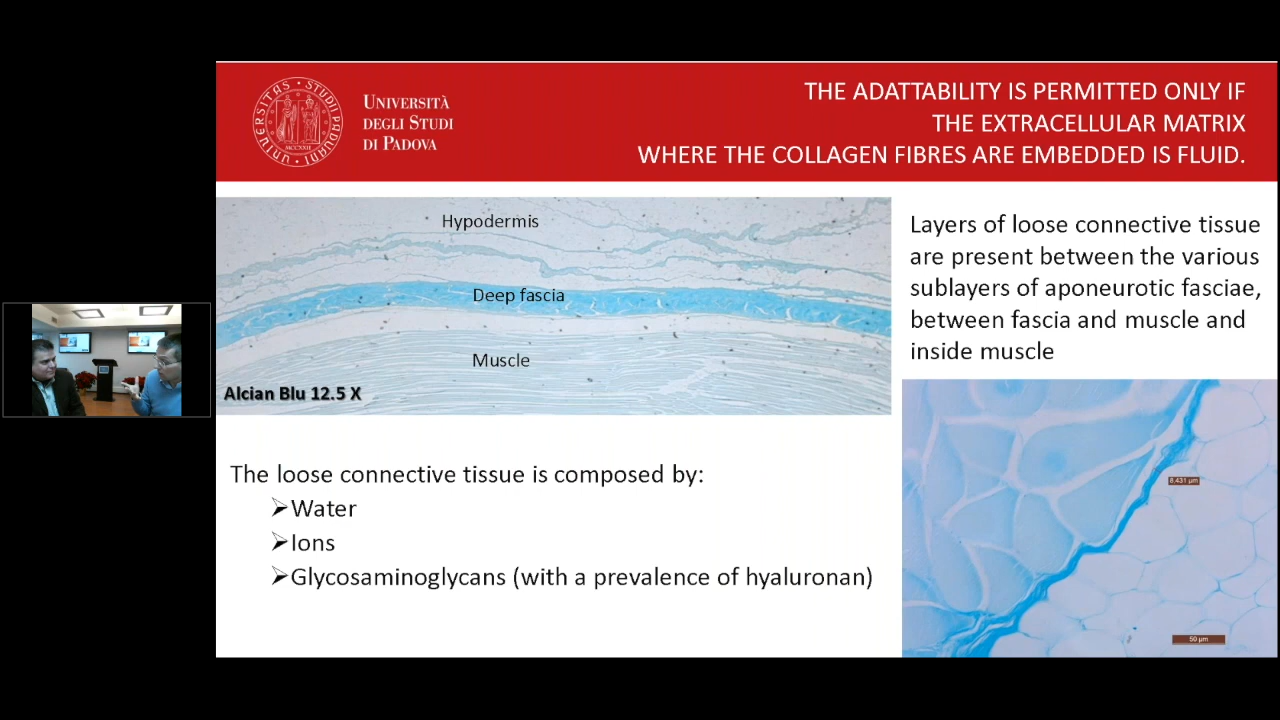 UNIVERSITÀ
DEGLI STUDI
DI PADOVA
THE ADATTABILITY IS PERMITTED ONLY IF
THE EXTRACELLULAR MATRIX
WHERE THE COLLAGEN FIBRES ARE EMBEDDED IS FLUID.
Hypodermis
Deep fascia
Muscle
Alcian Blu 12.5 X
Layers of loose connective tissue
are present between the various
sublayers of aponeurotic fasciae,
between fascia and muscle and
inside muscle
8,431 µm
50 µm
The loose connective tissue is composed by:
➢Water
➢Ions
➢Glycosaminoglycans (with a prevalence of hyaluronan)